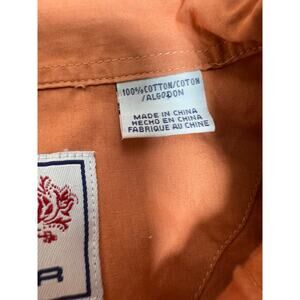 100% COTTON/COTON
/ALGODON
MADE IN CHINA
HECHO EN CHINA
FABRIQUE AU CHINE
R